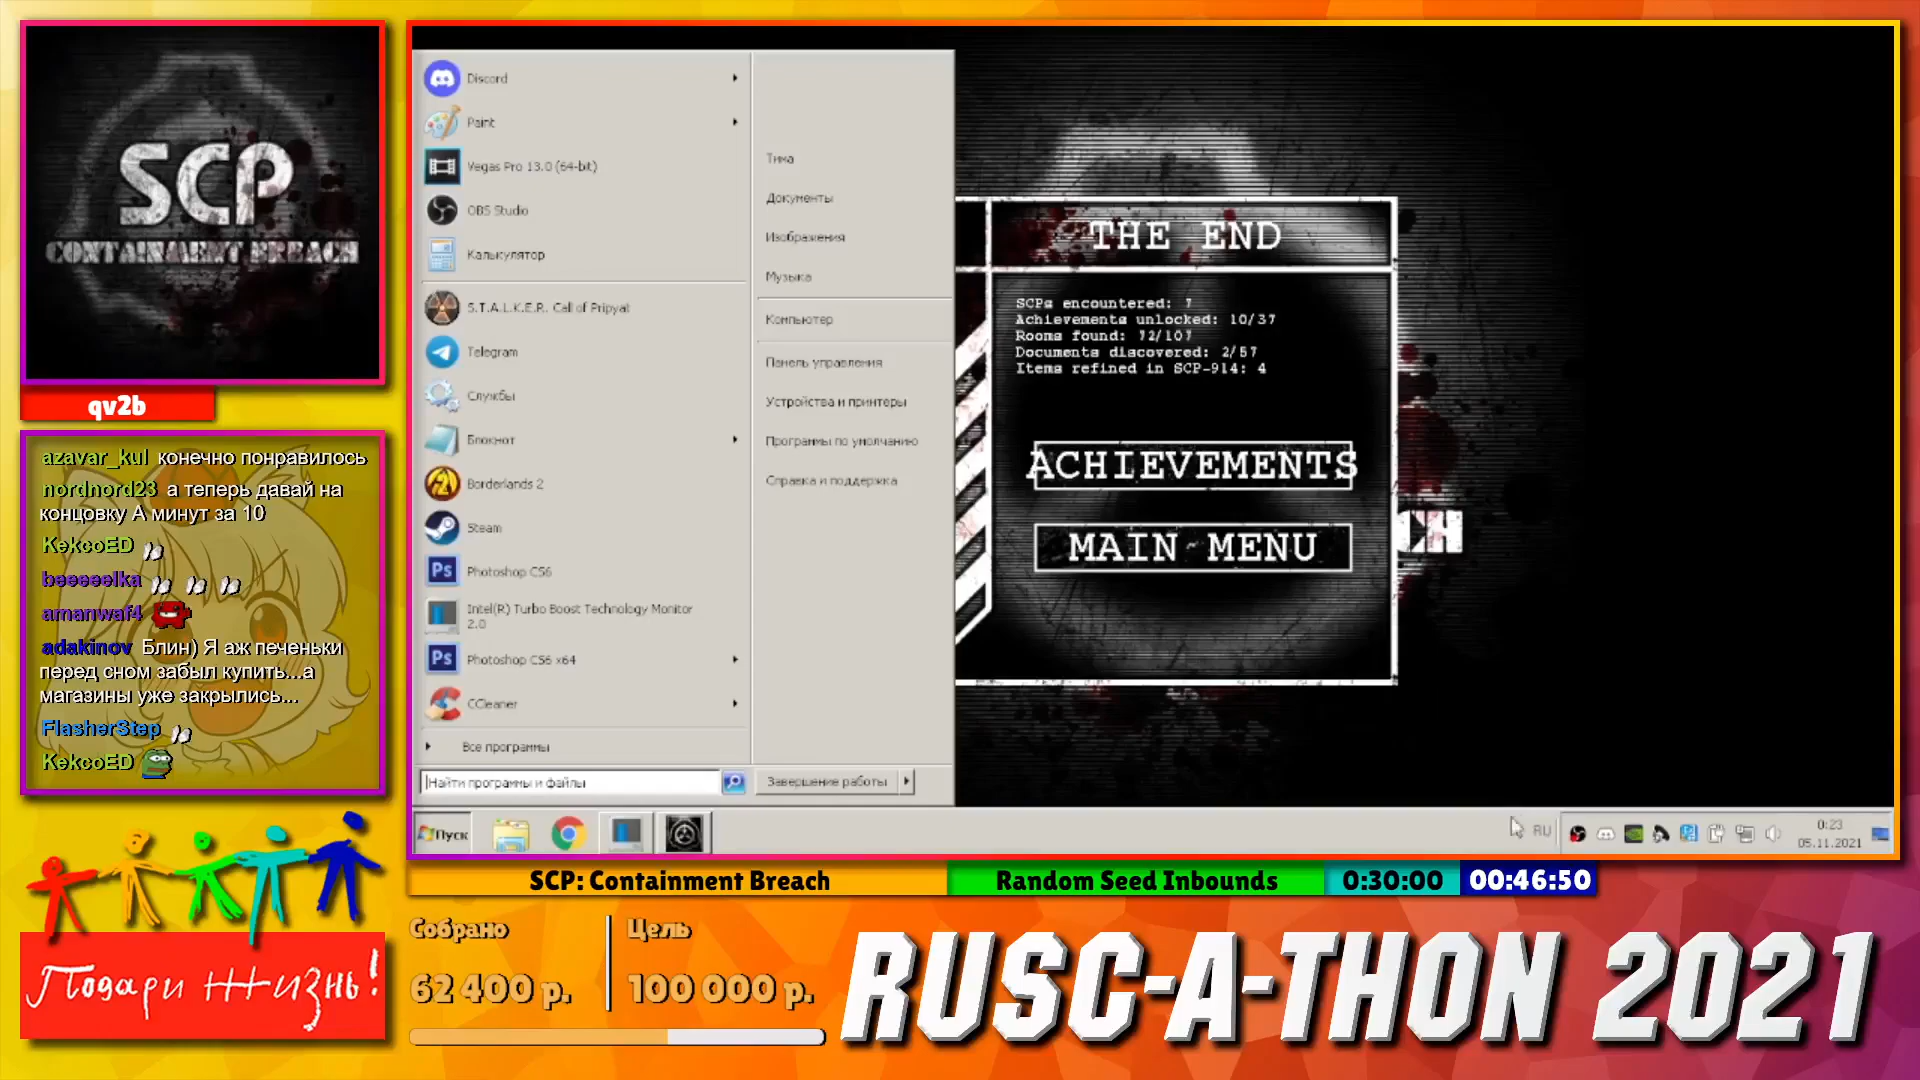 SCP
CONTAINMENT BREACH
qv2b
azavar_kul конечно понравилось
nordnord23 а теперь давай на
концовку А минут за 10
KekcoED
beeeeelka
amanwaf4
adakinov Блин) Я аж печеньки
перед сном забыл купить...а
магазины уже закрылись...
FlasherStep
KekcoED
Подари Жизнь!
Discord
Paint
Vegas Pro 13.0 (64-bit)
OBS Studio
Калькулятор
S.T.A.L.K.E.R. Call of Pripyat
Telegram
Службы
Блокнот
Borderlands 2
Steam
Ps Photoshop CS6
Intel(R) Turbo Boost Technology Monitor
2.0
Ps Photoshop CS6 x64
CCleaner
Все программы
Найти программы и файлы
Тима
Документы
Изображения
Музыка
Компьютер
Панель управления
Устройства и принтеры
Программы по умолчанию
Справка и поддержка
Завершение работы
THE END
SCPs encountered: 7
Achievements unlocked: 10/37
Rooms found: 72/107
Documents discovered: 2/57
Items refined in SCP-914: 4
ACHIEVEMENTS
MAIN MENU
CH
Пуск
RU
0:23
05.11.2021
SCP: Containment Breach
Random Seed Inbounds
0:30:00
00:46:50
Собрано
62 400 р.
Цель
100 000 р.
RUSC-A-THON 2021